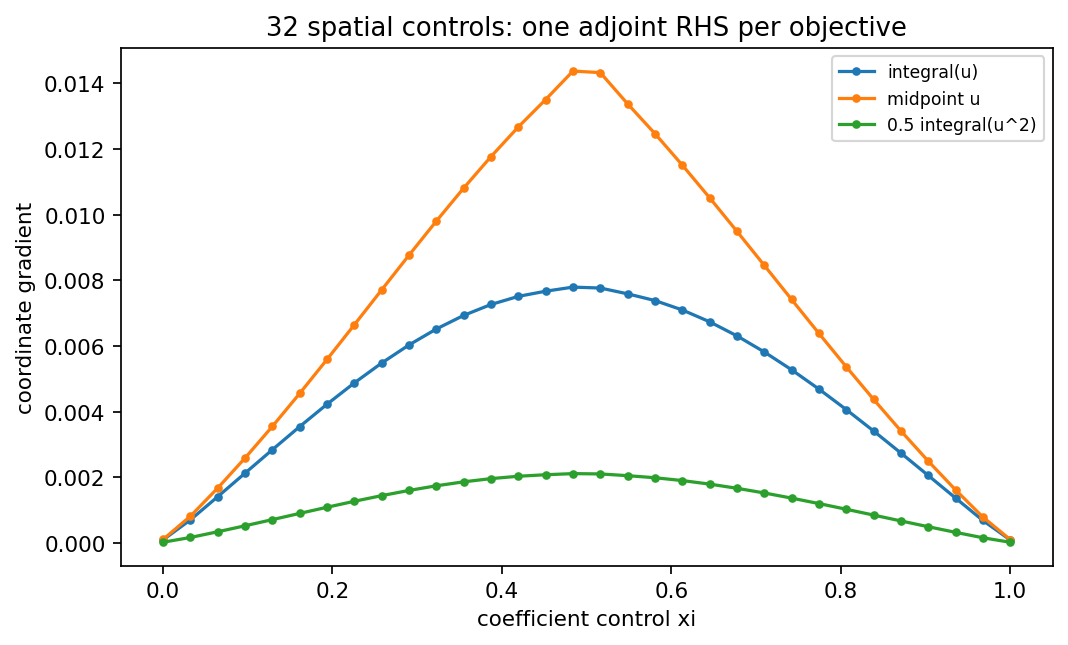 32 spatial controls: one adjoint RHS per objective
integral(u)
midpoint u
0.5 integral(u^2)
coordinate gradient
0.014
0.012
0.010
0.008
0.006
0.004
0.002
0.000
0.0 0.2 0.4 0.6 0.8 1.0
coefficient control xi